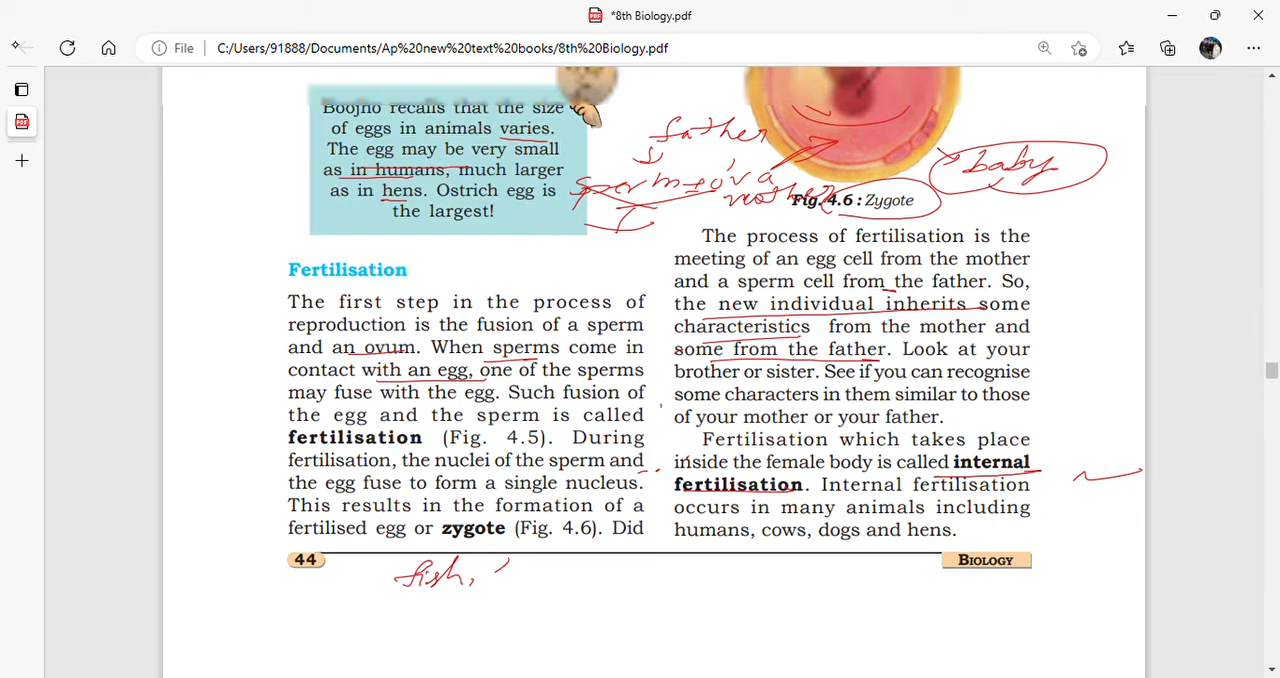 *8th Biology.pdf
File
C:/Users/91888/Documents/Ap%20new%20text%20books/8th%20Biology.pdf
Boojho recalls that the size
of eggs in animals varies.
The egg may be very small
as in humans, much larger
as in hens. Ostrich egg is
the largest!
Fertilisation
The first step in the process of
reproduction is the fusion of a sperm
and an ovum. When sperms come in
contact with an egg, one of the sperms
may fuse with the egg. Such fusion of
the egg and the sperm is called
fertilisation (Fig. 4.5). During
fertilisation, the nuclei of the sperm and
the egg fuse to form a single nucleus.
This results in the formation of a
fertilised egg or zygote (Fig. 4.6). Did
father
sperm ova
mother
baby
Fig. 4.6 : Zygote
The process of fertilisation is the
meeting of an egg cell from the mother
and a sperm cell from the father. So,
the new individual inherits some
characteristics from the mother and
some from the father. Look at your
brother or sister. See if you can recognise
some characters in them similar to those
of your mother or your father.
Fertilisation which takes place
inside the female body is called internal
fertilisation. Internal fertilisation
occurs in many animals including
humans, cows, dogs and hens.
44
BIOLOGY
fish,